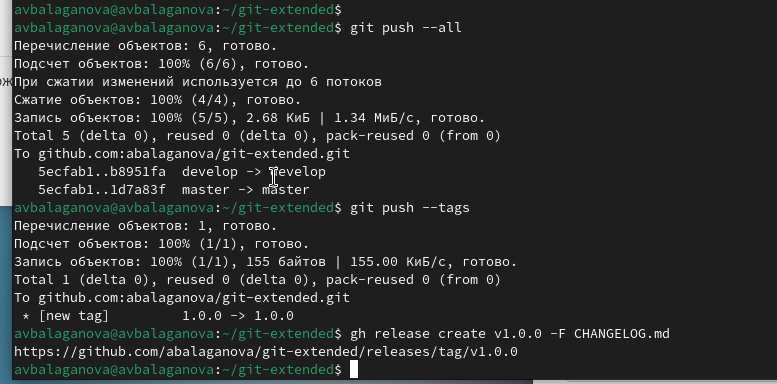 avbalaganova@avbalaganova:~/git-extended$
avbalaganova@avbalaganova:~/git-extended$ git push --all
Перечисление объектов: 6, готово.
Подсчет объектов: 100% (6/6), готово.
При сжатии изменений используется до 6 потоков
Сжатие объектов: 100% (4/4), готово.
Запись объектов: 100% (5/5), 2.68 КиБ | 1.34 МиБ/с, готово.
Total 5 (delta 0), reused 0 (delta 0), pack-reused 0 (from 0)
To github.com:abalaganova/git-extended.git
   5ecfab1..b8951fa  develop -> develop
   5ecfab1..1d7a83f  master -> master
avbalaganova@avbalaganova:~/git-extended$ git push --tags
Перечисление объектов: 1, готово.
Подсчет объектов: 100% (1/1), готово.
Запись объектов: 100% (1/1), 155 байтов | 155.00 КиБ/с, готово.
Total 1 (delta 0), reused 0 (delta 0), pack-reused 0 (from 0)
To github.com:abalaganova/git-extended.git
 * [new tag]         1.0.0 -> 1.0.0
avbalaganova@avbalaganova:~/git-extended$ gh release create v1.0.0 -F CHANGELOG.md
https://github.com/abalaganova/git-extended/releases/tag/v1.0.0
avbalaganova@avbalaganova:~/git-extended$